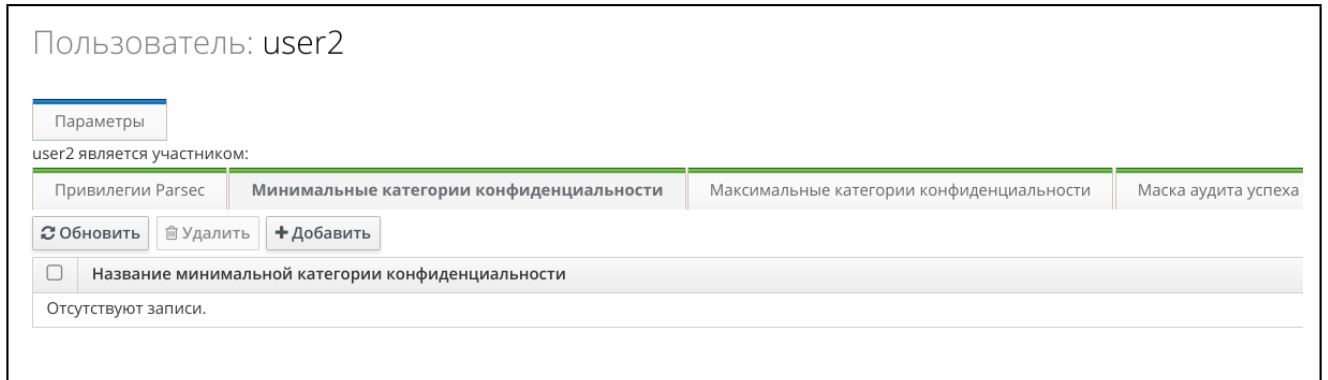 Пользователь: user2
Параметры
user2 является участником:
Привилегии Parsec Минимальные категории конфиденциальности Максимальные категории конфиденциальности Маска аудита успеха
Обновить Удалить Добавить
Название минимальной категории конфиденциальности
Отсутствуют записи.